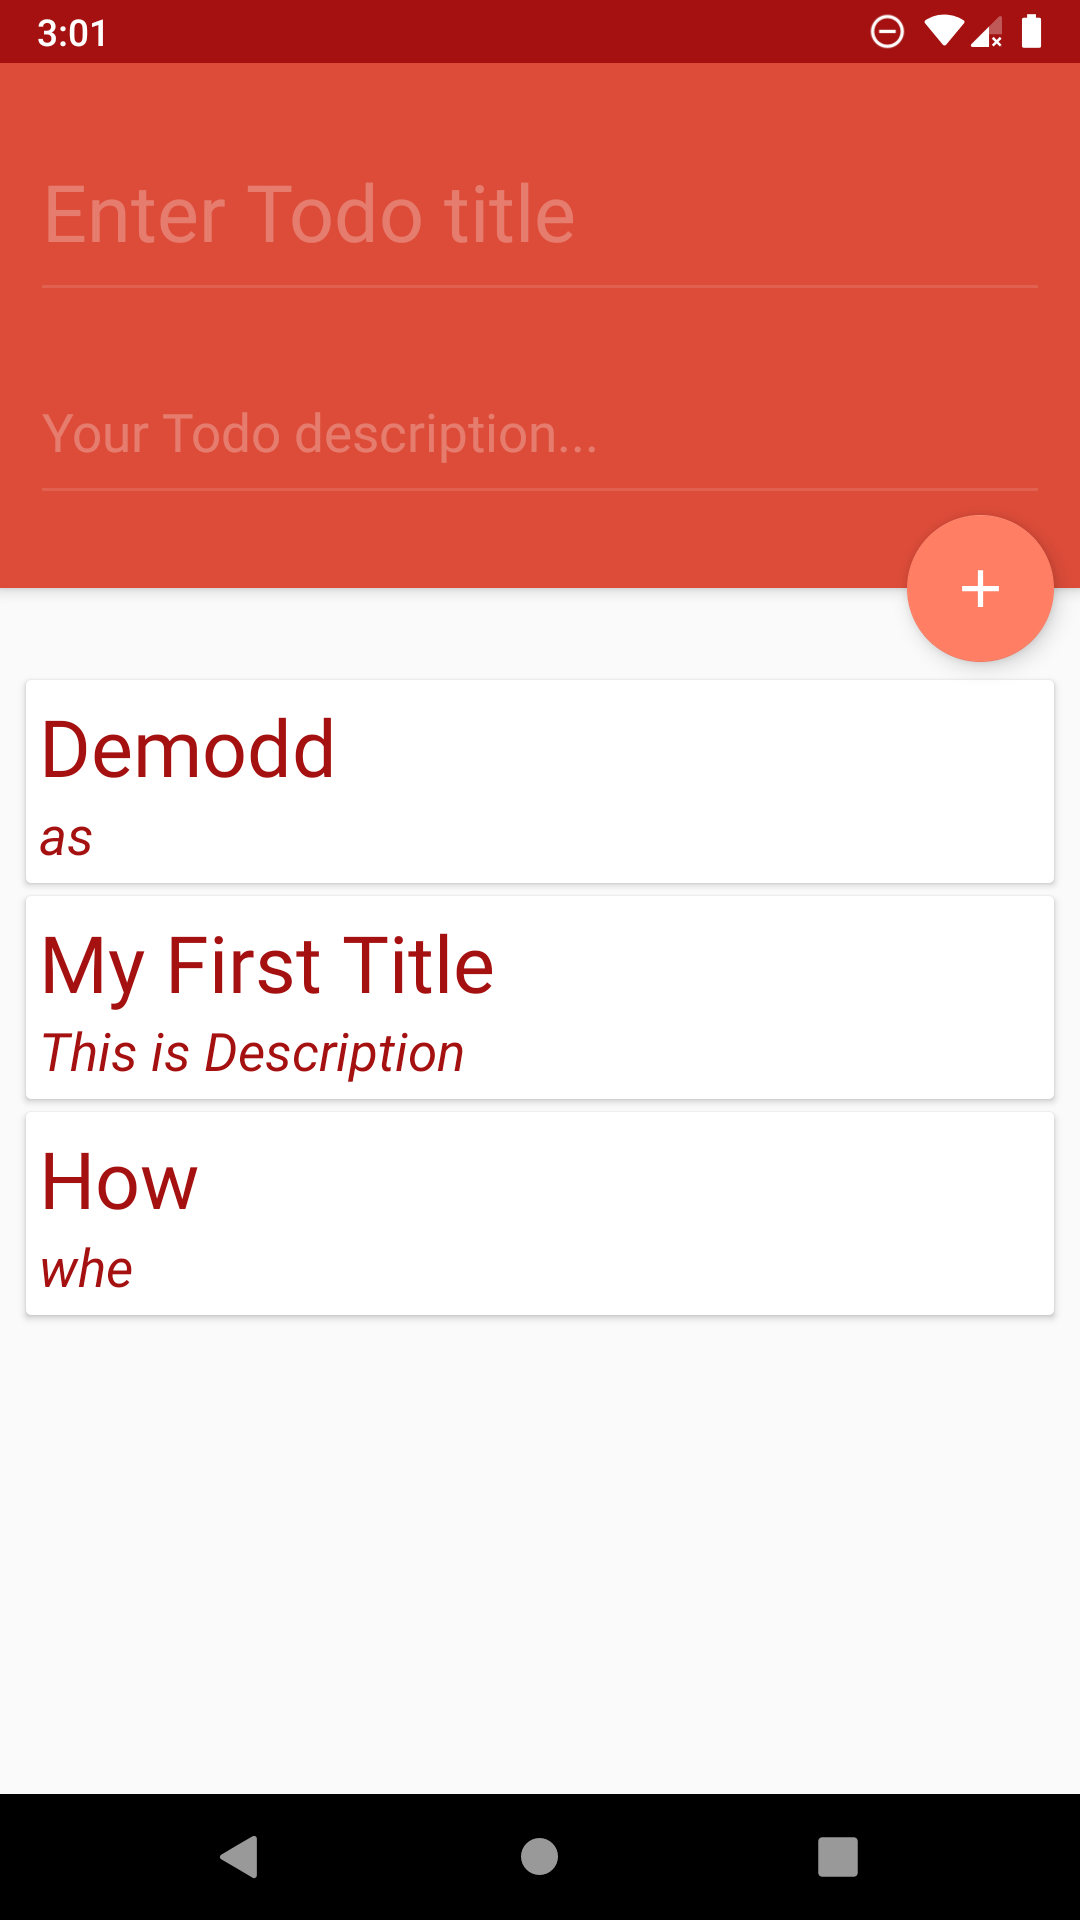 3:01
Enter Todo title
Your Todo description...
Demodd
as
My First Title
This is Description
How
whe